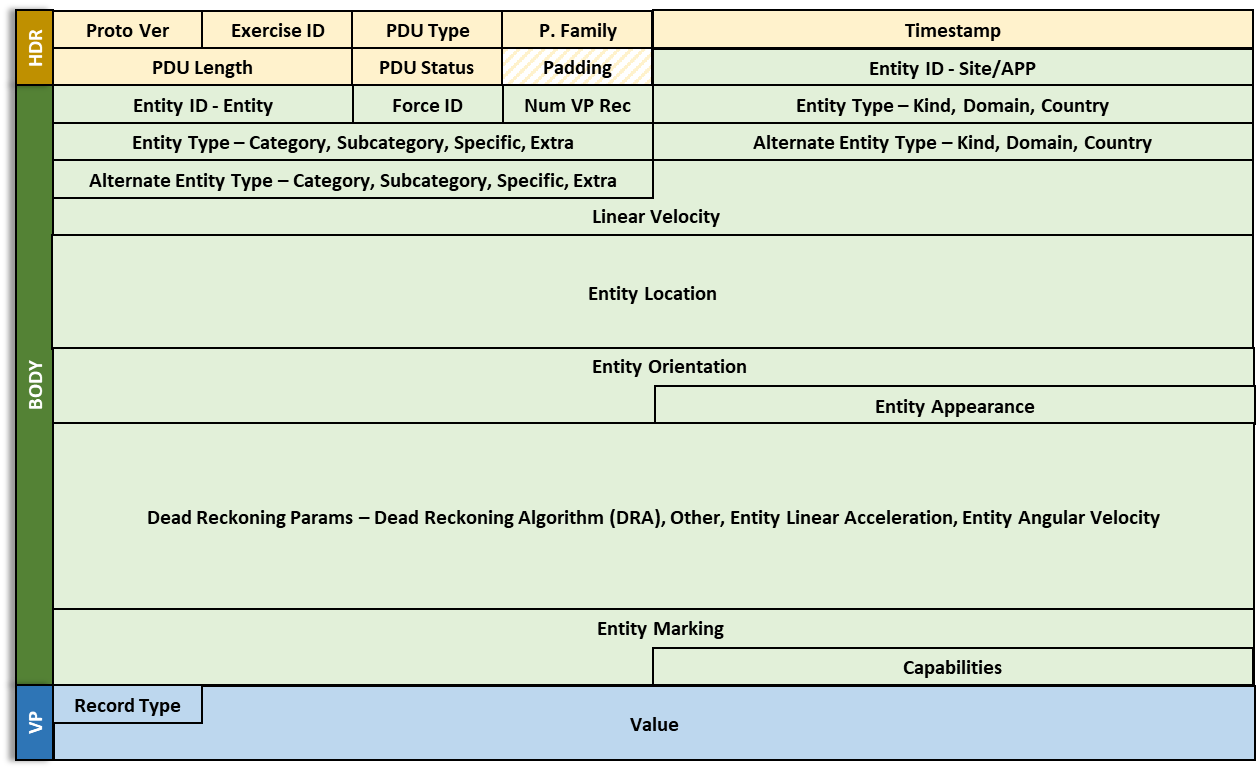 HDR
Proto Ver
Exercise ID
PDU Type
P. Family
Timestamp
PDU Length
PDU Status
Padding
Entity ID - Site/APP
BODY
Entity ID - Entity
Force ID
Num VP Rec
Entity Type – Kind, Domain, Country
Entity Type – Category, Subcategory, Specific, Extra
Alternate Entity Type – Kind, Domain, Country
Alternate Entity Type – Category, Subcategory, Specific, Extra
Linear Velocity
Entity Location
Entity Orientation
Entity Appearance
Dead Reckoning Params – Dead Reckoning Algorithm (DRA), Other, Entity Linear Acceleration, Entity Angular Velocity
Entity Marking
Capabilities
VP
Record Type
Value